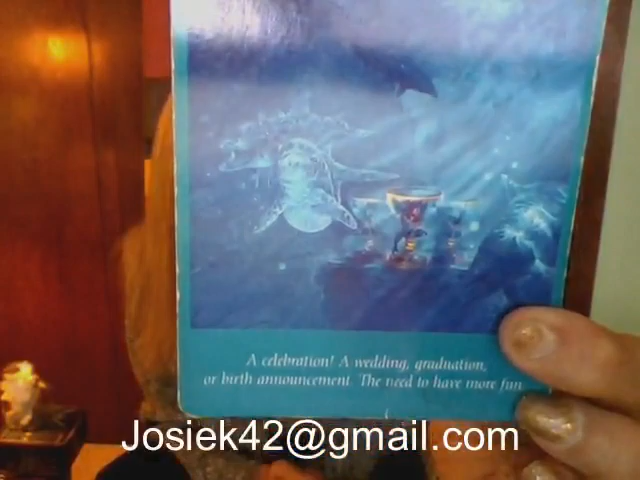 A celebration! A wedding, graduation,
or birth announcement. The need to have more fun.
Josiek42@gmail.com